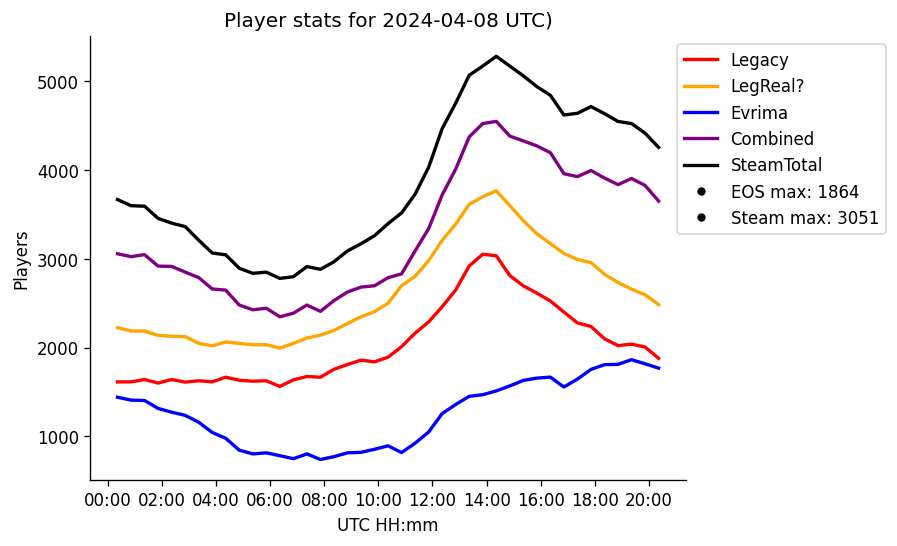 Player stats for 2024-04-08 UTC)
Players
5000
4000
3000
2000
1000
00:00 02:00 04:00 06:00 08:00 10:00 12:00 14:00 16:00 18:00 20:00
UTC HH:mm
Legacy
LegReal?
Evrima
Combined
SteamTotal
EOS max: 1864
Steam max: 3051